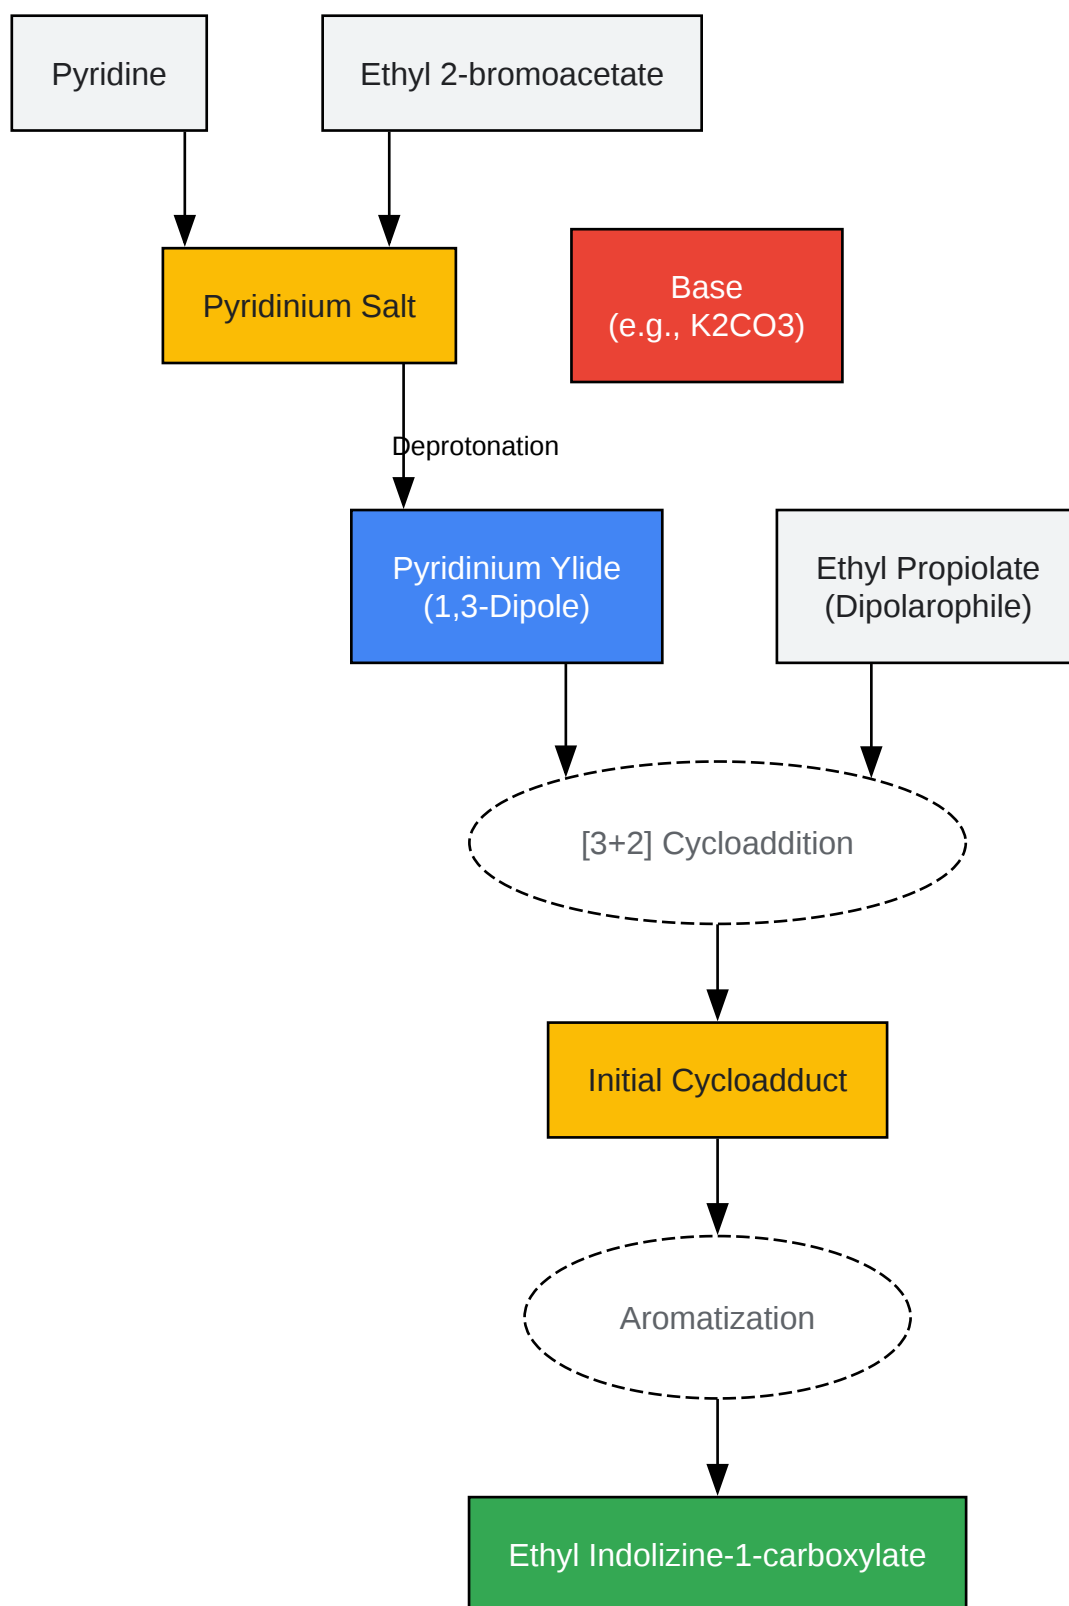 Pyridine
Ethyl 2-bromoacetate
Pyridinium Salt
Base
(e.g., K2CO3)
Deprotonation
Pyridinium Ylide
(1,3-Dipole)
Ethyl Propiolate
(Dipolarophile)
[3+2] Cycloaddition
Initial Cycloadduct
Aromatization
Ethyl Indolizine-1-carboxylate